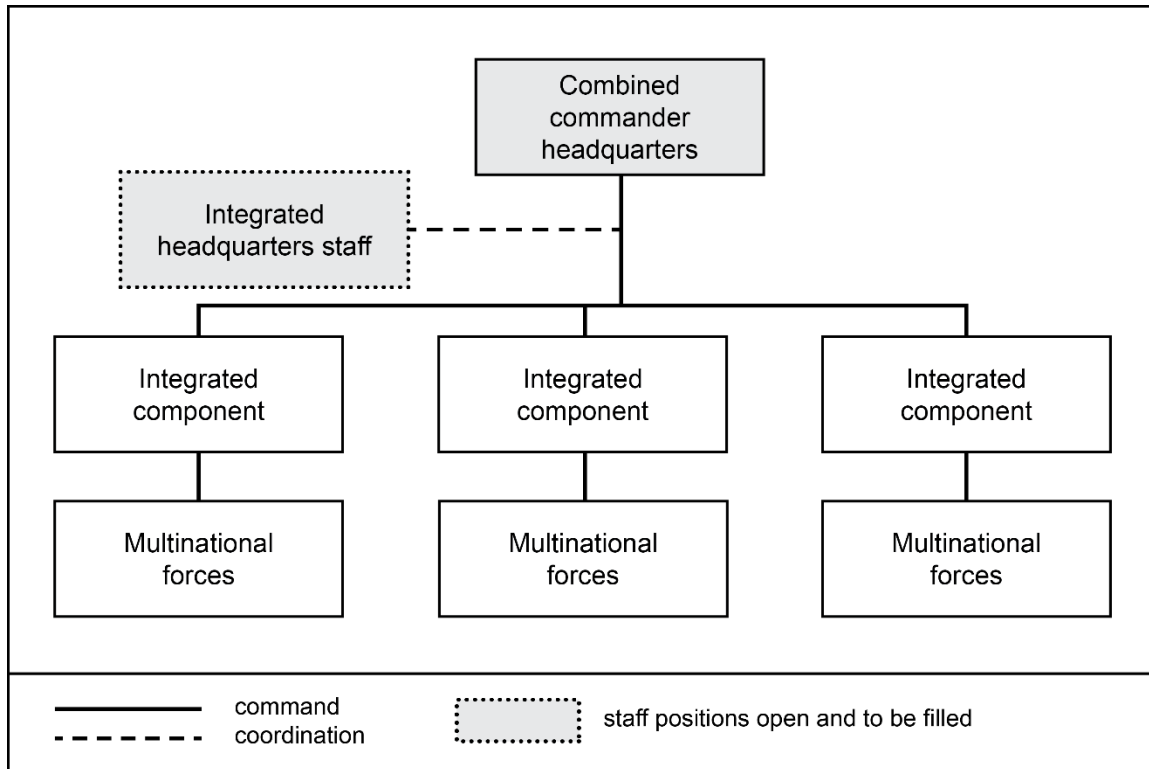 Combined
commander
headquarters
Integrated
headquarters staff
Integrated
component
Integrated
component
Integrated
component
Multinational
forces
Multinational
forces
Multinational
forces
command
coordination
staff positions open and to be filled